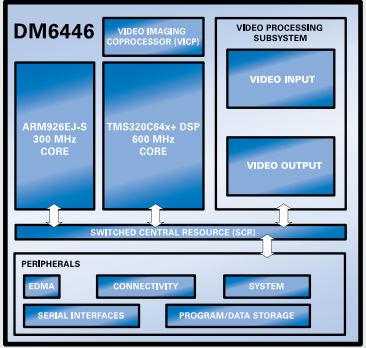 DM6446
VIDEO IMAGING
COPROCESSOR (VICP)
VIDEO PROCESSING
SUBSYSTEM
VIDEO INPUT
ARM926EJ-S
300 MHz
CORE
TMS320C64x+ DSP
600 MHz
CORE
VIDEO OUTPUT
SWITCHED CENTRAL RESOURCE (SCR)
PERIPHERALS
EDMA
CONNECTIVITY
SYSTEM
SERIAL INTERFACES
PROGRAM/DATA STORAGE